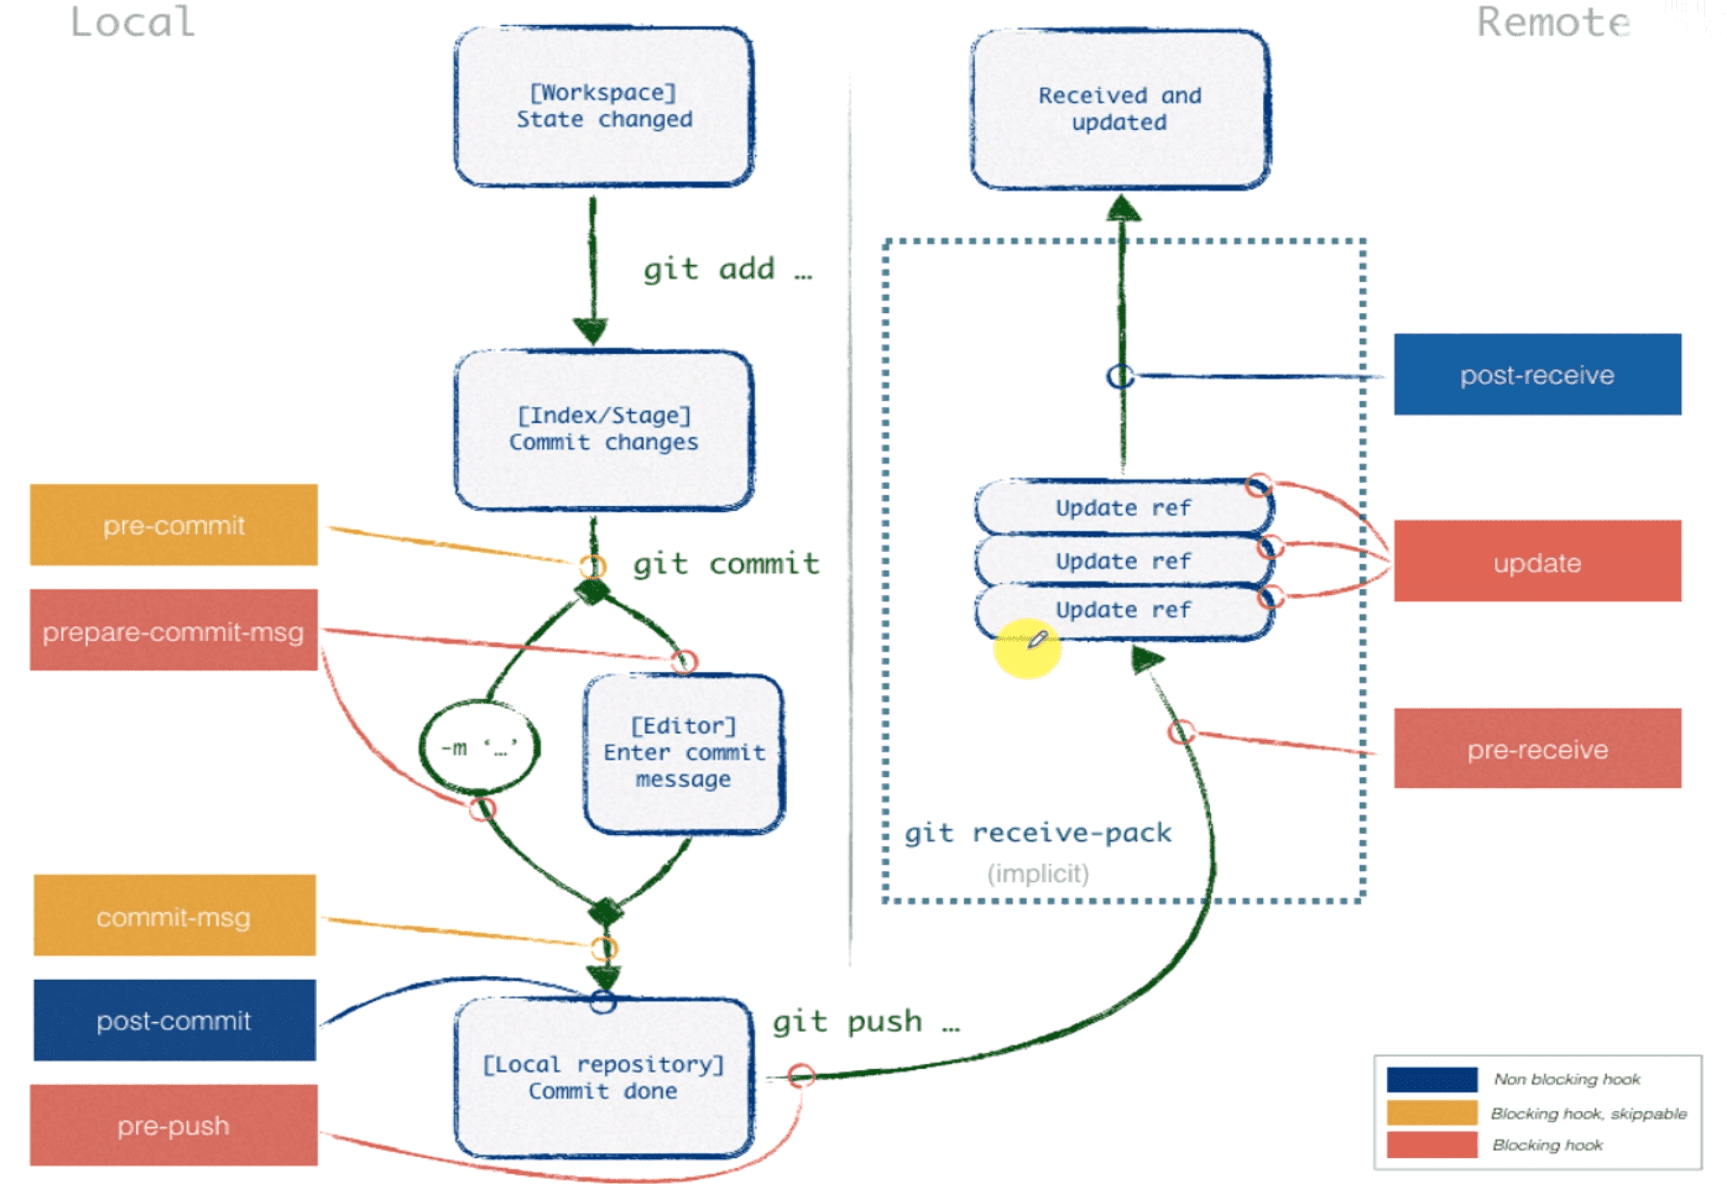 Local
Remote
[Workspace]
State changed
git add …
[Index/Stage]
Commit changes
pre-commit
git commit
prepare-commit-msg
-m ‘…’
[Editor]
Enter commit
message
commit-msg
post-commit
[Local repository]
Commit done
pre-push
git push …
Received and
updated
post-receive
Update ref
Update ref
Update ref
update
pre-receive
git receive-pack
(implicit)
Non blocking hook
Blocking hook, skippable
Blocking hook